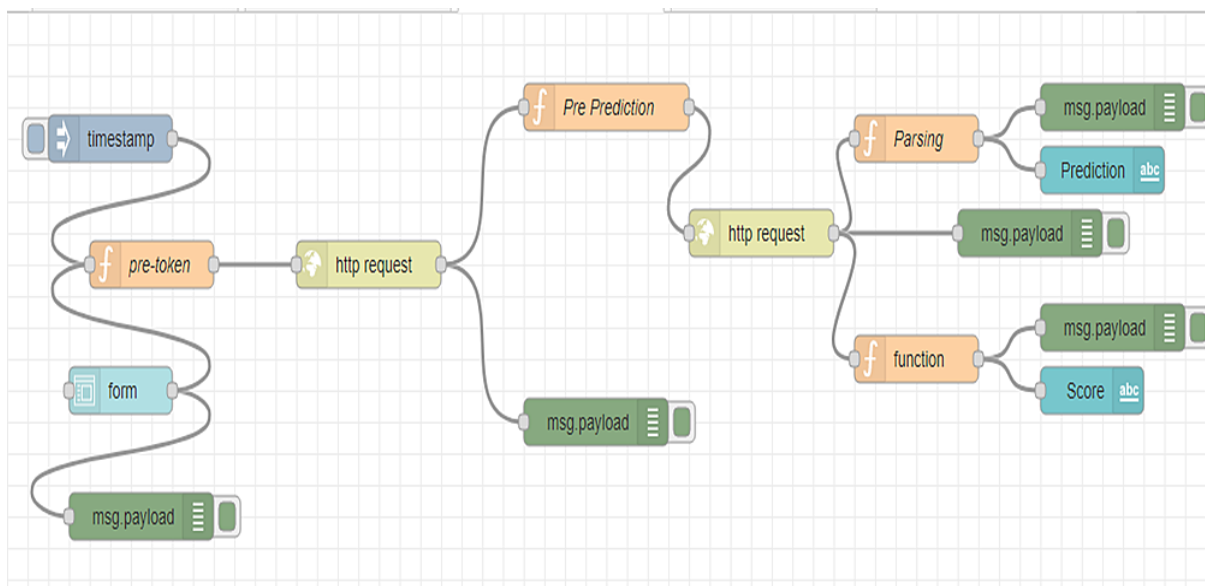 timestamp
pre-token
form
msg.payload
http request
Pre Prediction
msg.payload
http request
Parsing
msg.payload
Prediction
abc
msg.payload
function
msg.payload
Score
abc